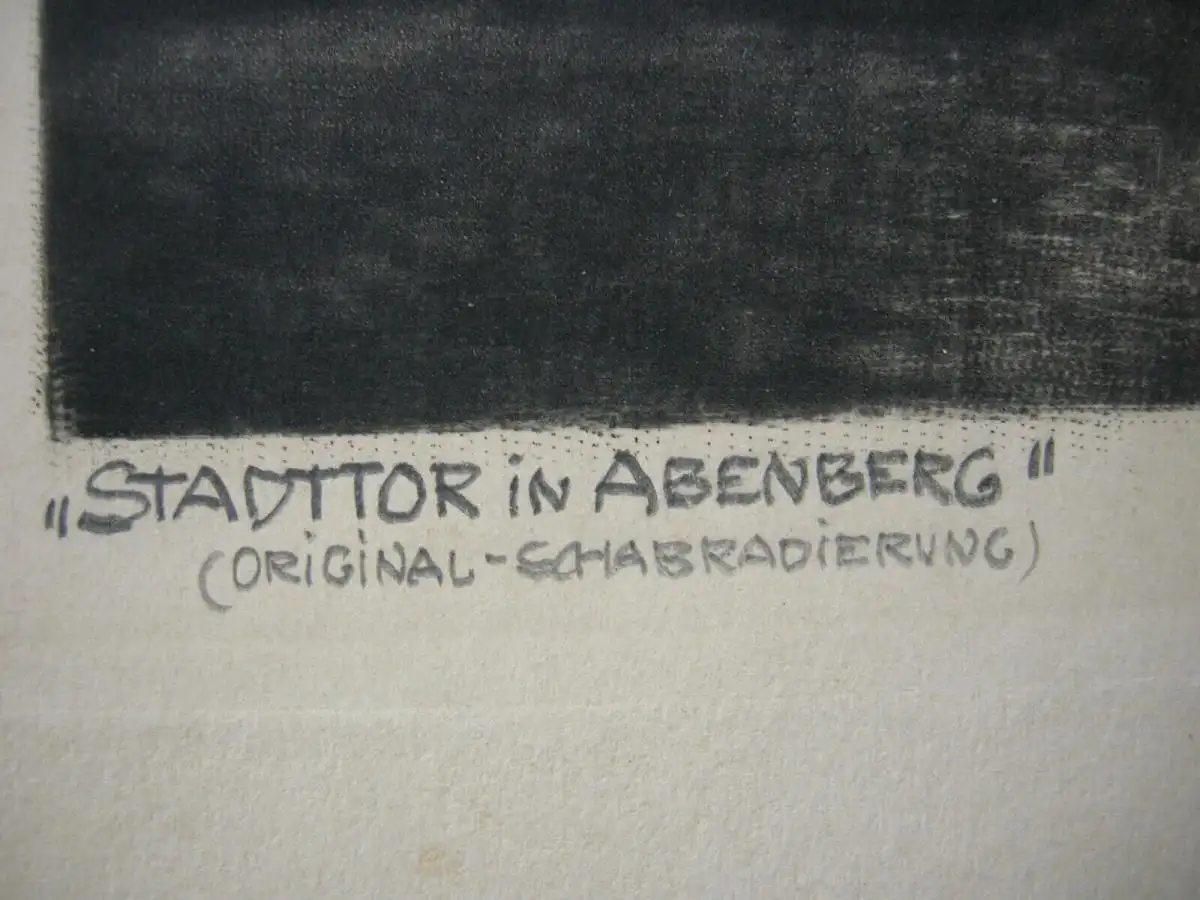 „STADTTOR iN ABENBERG"
(ORiGiNAL-SCHABRADiERUNG)